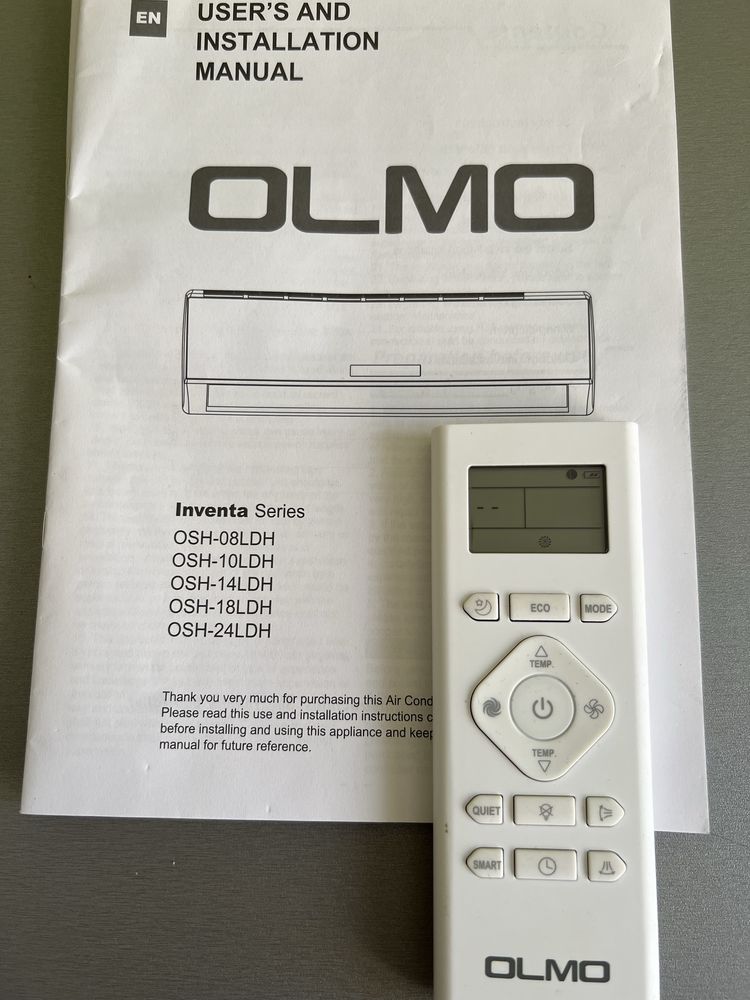 EN
USER'S AND
INSTALLATION
MANUAL
OLMO
Inventa Series
OSH-08LDH
OSH-10LDH
OSH-14LDH
OSH-18LDH
OSH-24LDH
Thank you very much for purchasing this Air Cond
Please read this use and installation instructions c
before installing and using this appliance and keep
manual for future reference.
- -
ECO
MODE
TEMP.
TEMP.
QUIET
SMART
OLMO